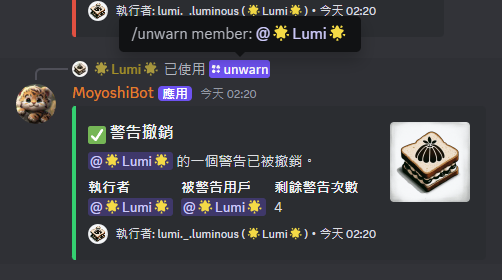 執行者: lumi._.luminous (🌟Lumi🌟) • 今天 02:20
/unwarn member: @🌟Lumi🌟
🌟Lumi🌟 已使用 unwarn
MoyoshiBot 應用 今天 02:20
✅ 警告撤銷
@🌟Lumi🌟 的一個警告已被撤銷。
執行者 被警告用戶 剩餘警告次數
@🌟Lumi🌟 @🌟Lumi🌟 4
執行者: lumi._.luminous (🌟Lumi🌟) • 今天 02:20